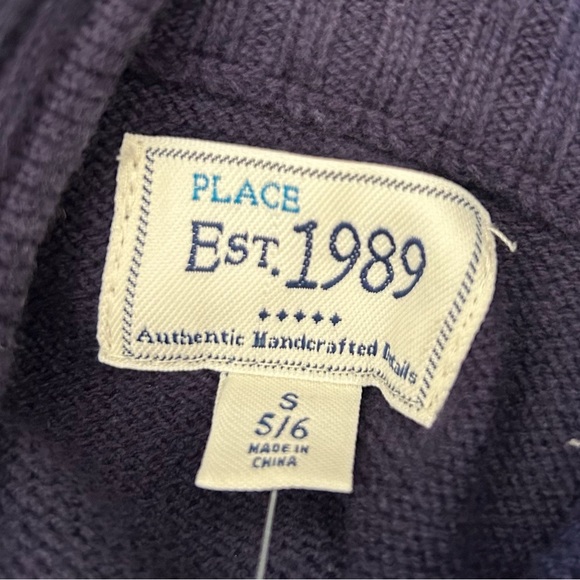 PLACE
EST. 1989
Authentic Handcrafted Details
S
5/6
MADE IN
CHINA